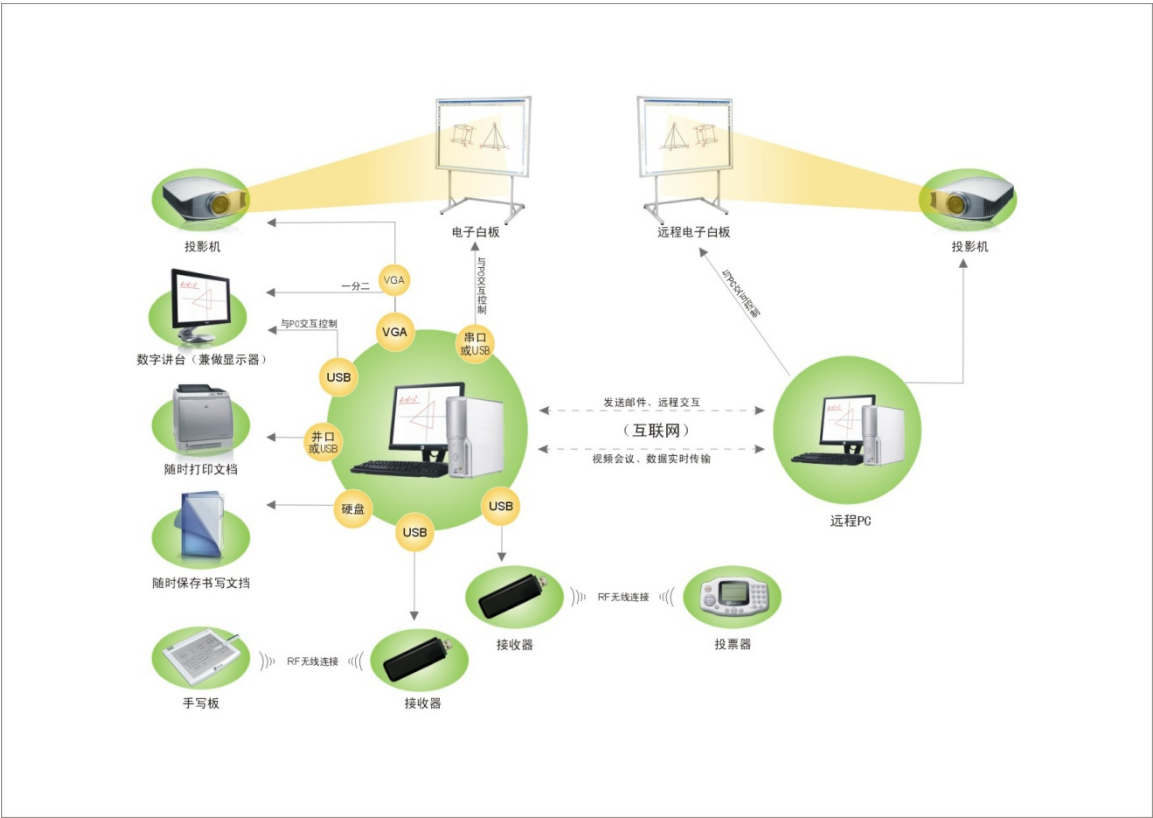 电子白板
远程电子白板
投影机
投影机
VGA
一分二
与PC交互控制
与PC交互控制
与PC交互控制
VGA
串口
或USB
数字讲台（兼做显示器）
USB
发送邮件、远程交互
（互联网）
视频会议、数据实时传输
并口
或USB
随时打印文档
硬盘
USB
USB
远程PC
随时保存书写文挡
RF无线连接
接收器
投票器
RF无线连接
手写板
接收器